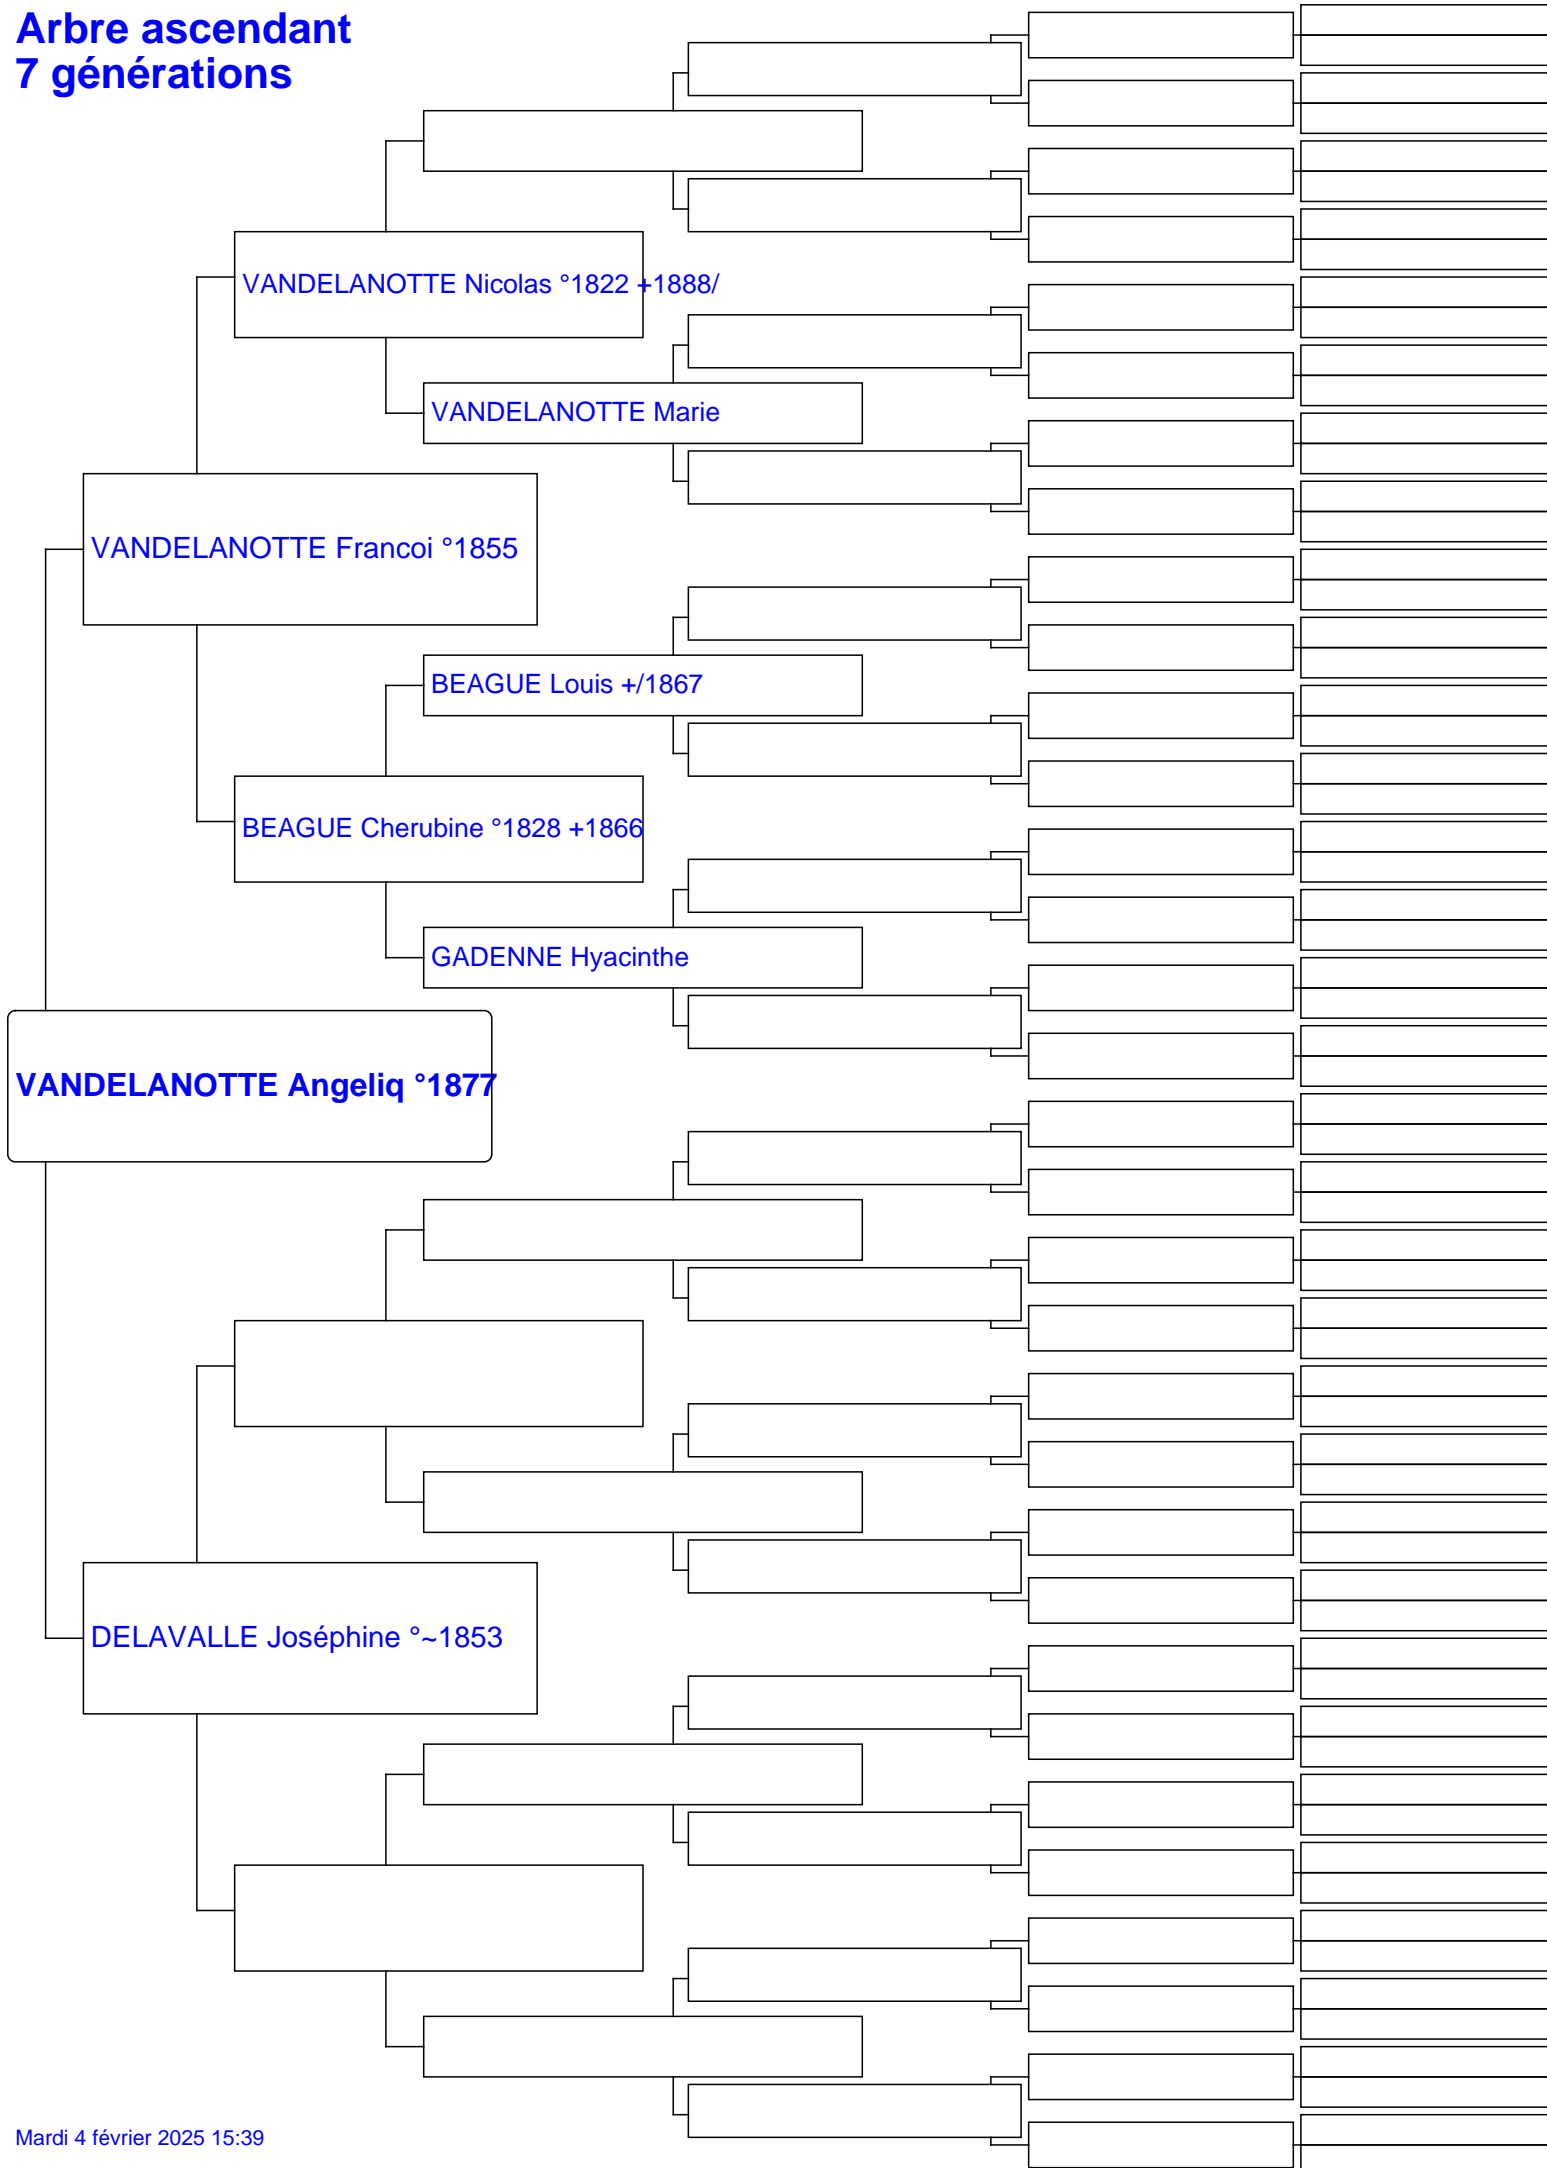 Arbre ascendant
7 générations
VANDELANOTTE Nicolas °1822 +1888/
VANDELANOTTE Marie
VANDELANOTTE Francoi °1855
BEAGUE Louis +/1867
BEAGUE Cherubine °1828 +1866
GADENNE Hyacinthe
VANDELANOTTE Angeliq °1877
DELAVALLE Joséphine °~1853
Mardi 4 février 2025 15:39